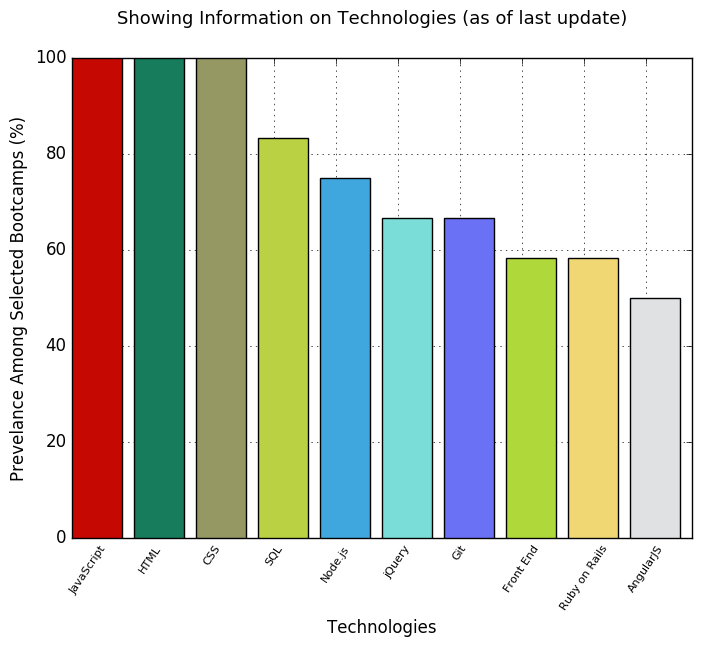 Showing Information on Technologies (as of last update)
Prevelance Among Selected Bootcamps (%)
100
80
60
40
20
0
JavaScript
HTML
CSS
SQL
Node.js
jQuery
Git
Front End
Ruby on Rails
AngularJS
Technologies